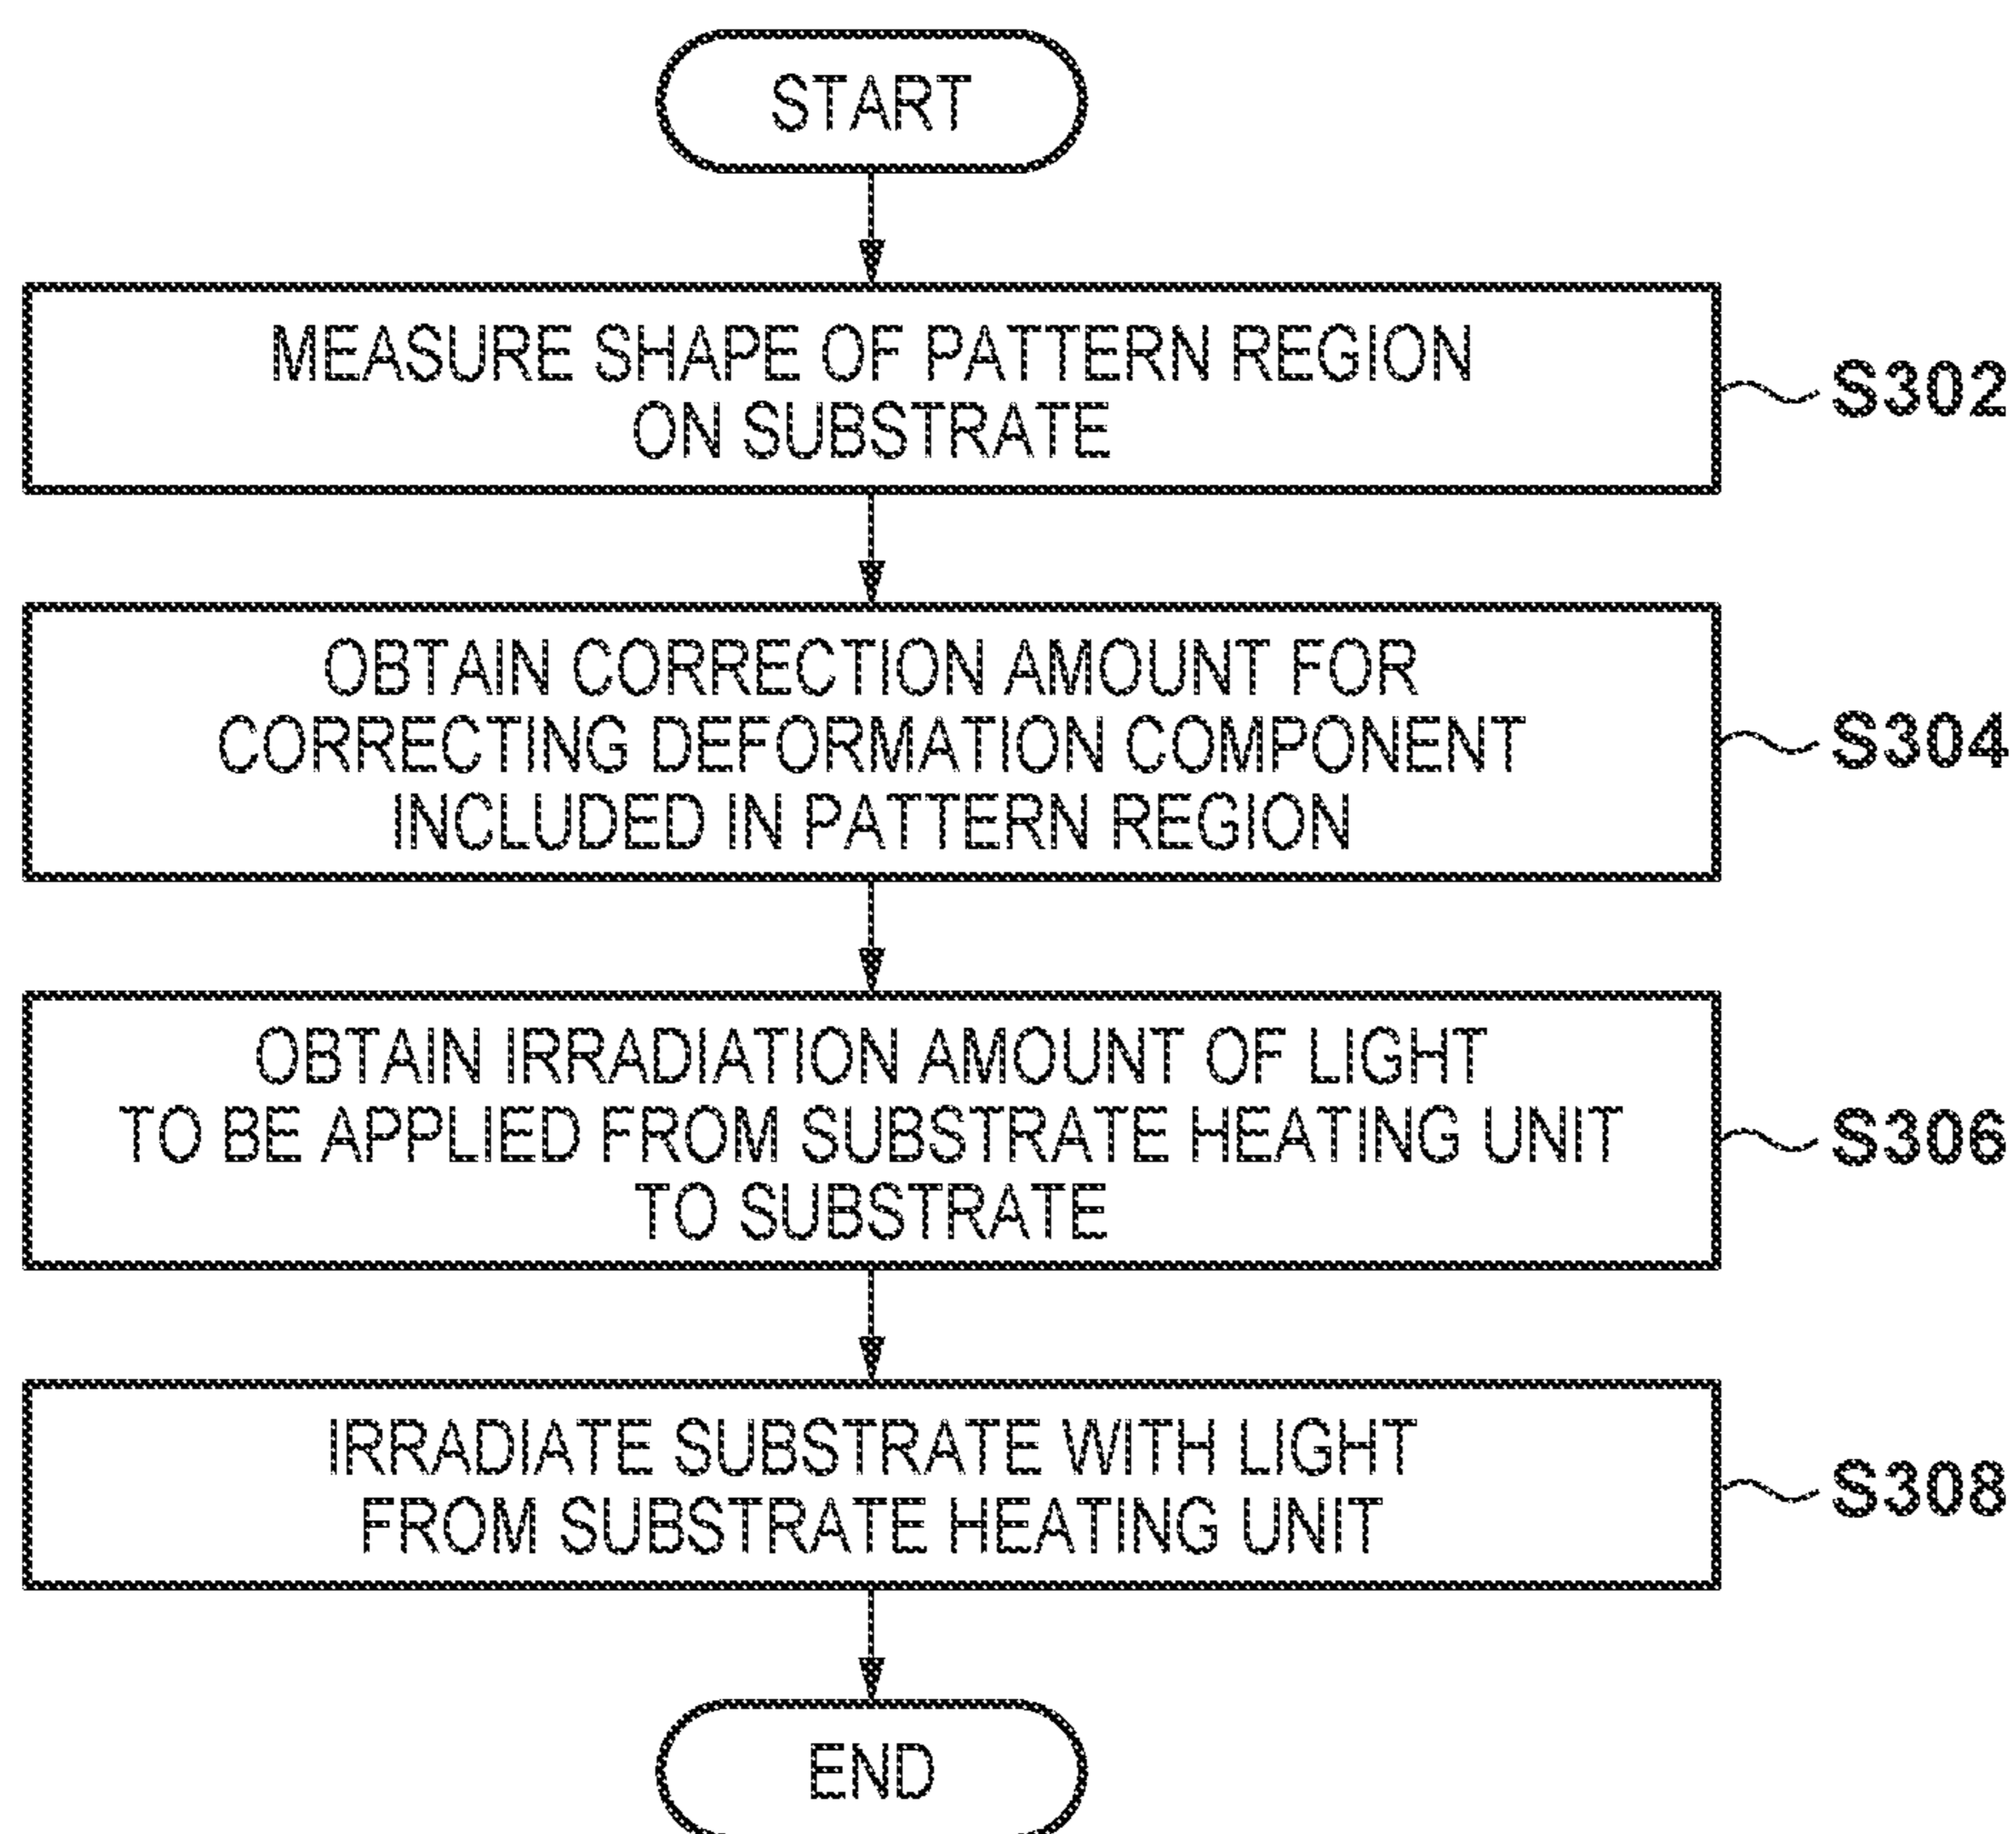 START
MEASURE SHAPE OF PATTERN REGION
ON SUBSTRATE
S302
OBTAIN CORRECTION AMOUNT FOR
CORRECTING DEFORMATION COMPONENT
INCLUDED IN PATTERN REGION
S304
OBTAIN IRRADIATION AMOUNT OF LIGHT
TO BE APPLIED FROM SUBSTRATE HEATING UNIT
TO SUBSTRATE
S306
IRRADIATE SUBSTRATE WITH LIGHT
FROM SUBSTRATE HEATING UNIT
S308
END